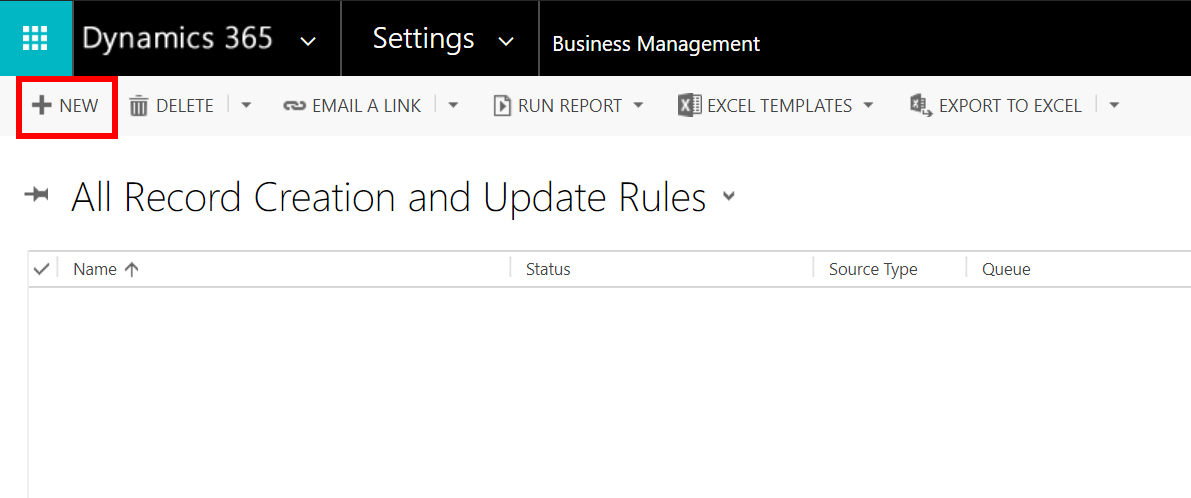 Dynamics 365 Settings Business Management
NEW DELETE EMAIL A LINK RUN REPORT EXCEL TEMPLATES EXPORT TO EXCEL
All Record Creation and Update Rules
Name Status Source Type Queue